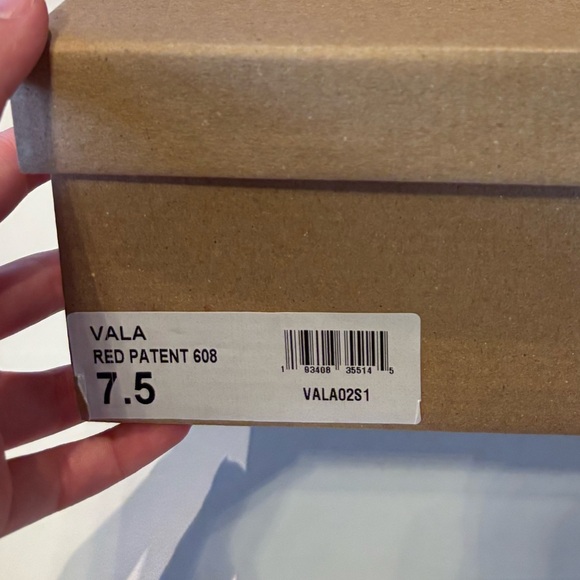 VALA
RED PATENT 608
7.5
1 93408 35514 5
VALA02S1